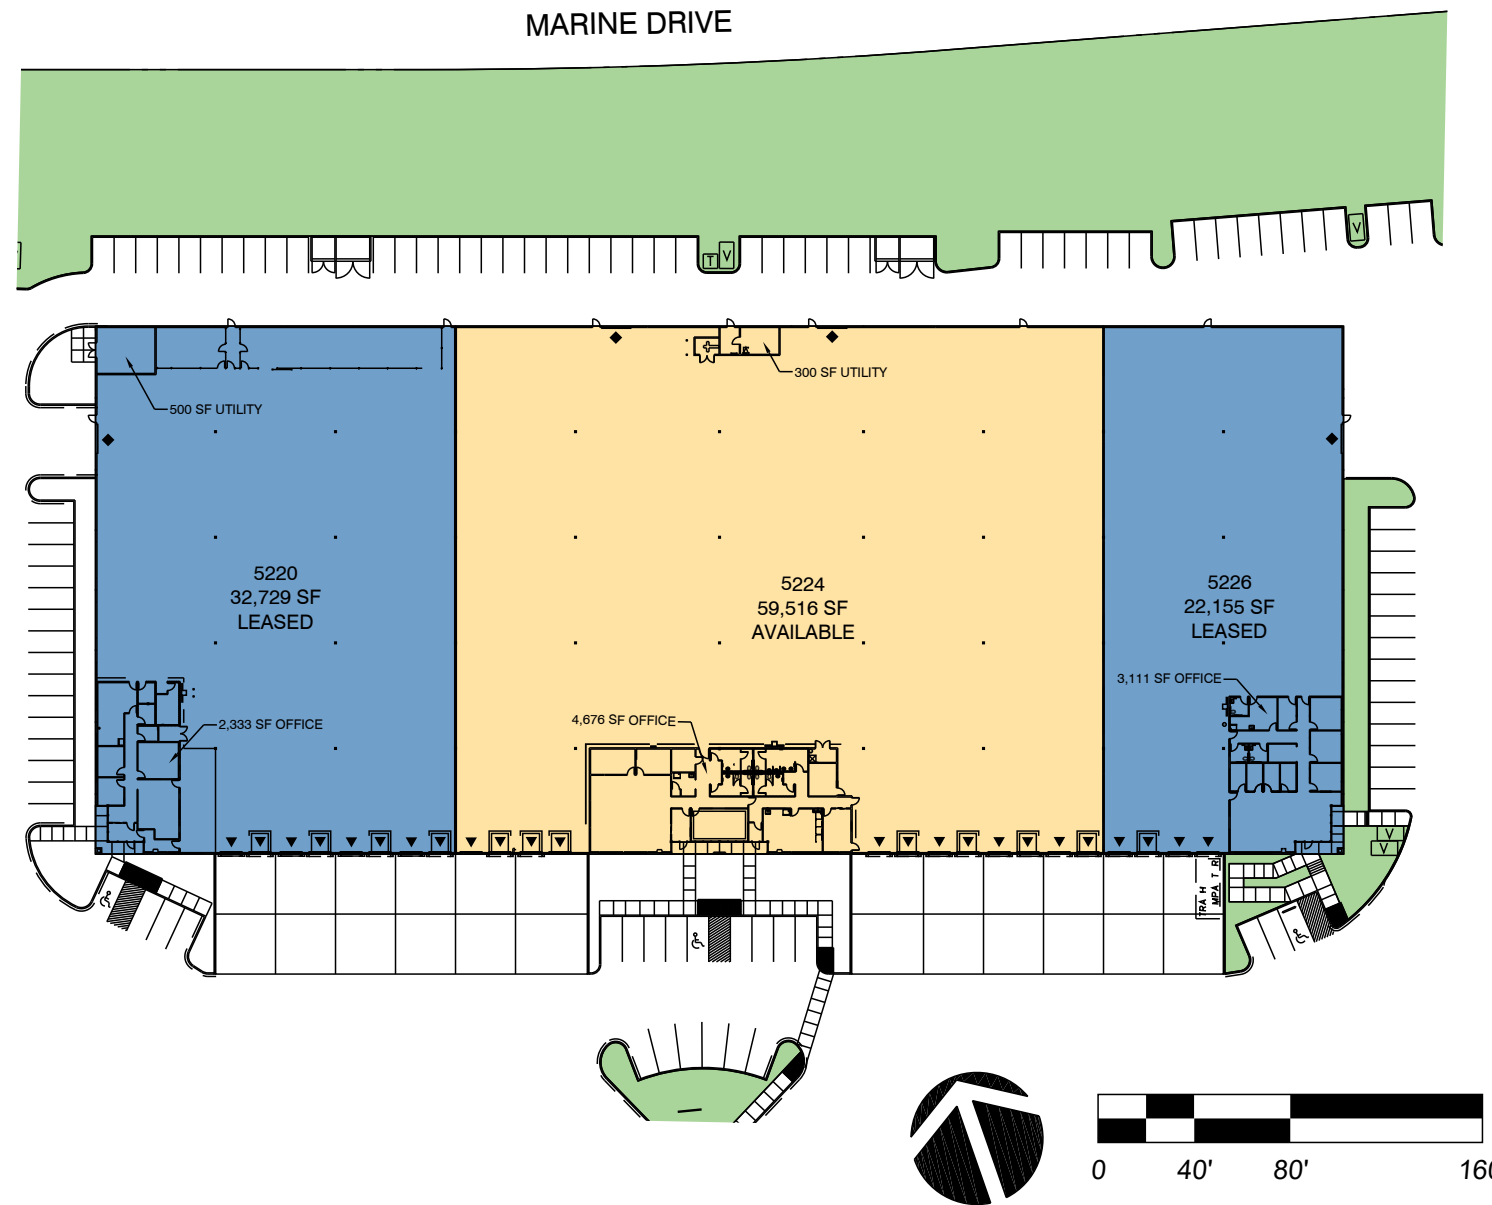 MARINE DRIVE
T
V
V
300 SF UTILITY
500 SF UTILITY
5220
32,729 SF
LEASED
5224
59,516 SF
AVAILABLE
5226
22,155 SF
LEASED
3,111 SF OFFICE
2,333 SF OFFICE
4,676 SF OFFICE
V
V
0 40' 80'